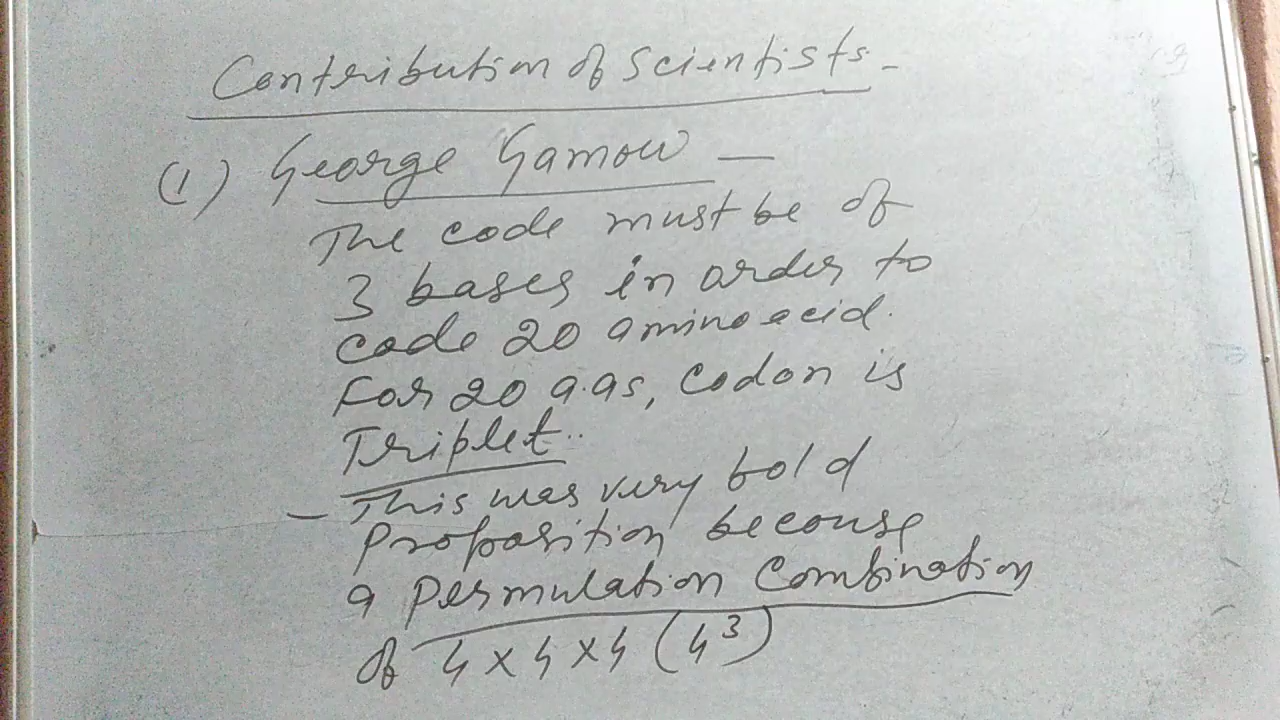 Contribution of Scientists -
(1) George Gamow —
The code must be of
3 bases in order to
code 20 amino acid.
For 20 a.as, codon is
Triplet..
- This was very bold
Proposition because
a permulation Combination
of 4 x 4 x 4 (4³)